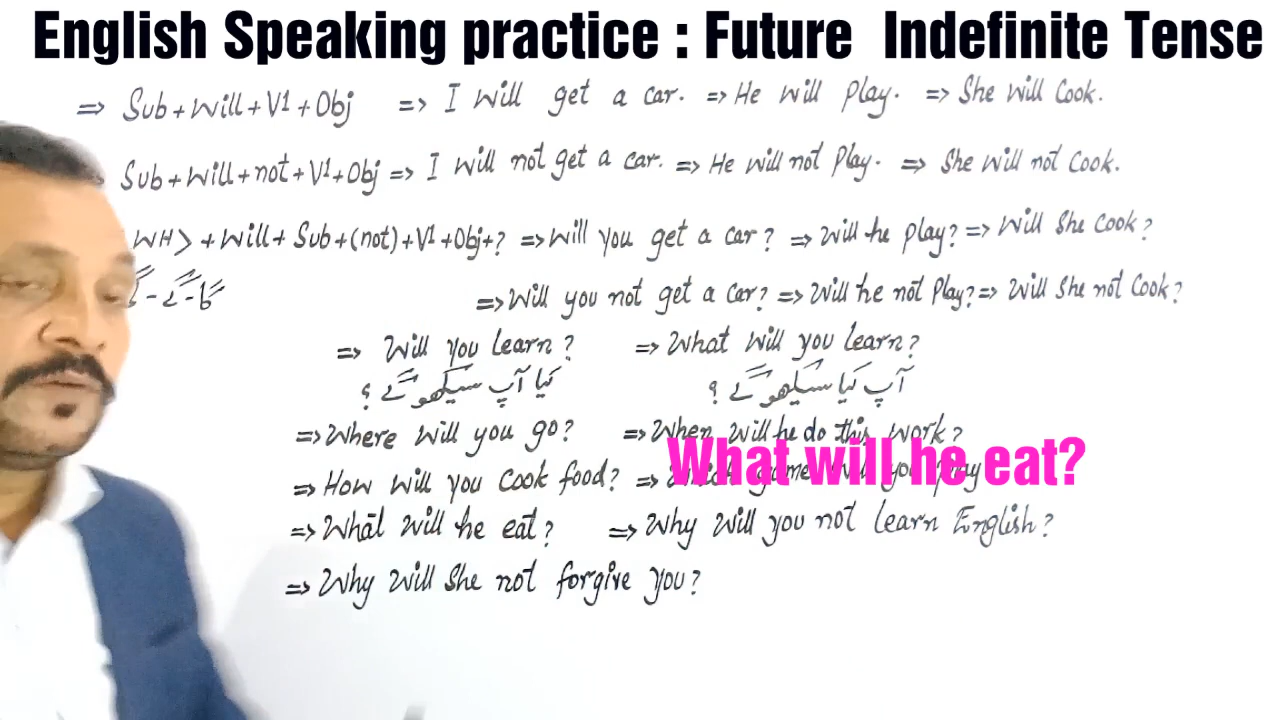 English Speaking practice : Future Indefinite Tense
=> Sub+will+V1+Obj => I will get a car. => He will play. => She will cook.
Sub+will+not+V1+Obj => I will not get a car. => He will not play. => She will not cook.
WH> + will + Sub+(not)+V1+Obj+? => Will you get a car? => Will he play? => Will she cook?
=> Will you not get a car? => Will he not play? => Will she not cook?
=> Will you learn? => What will you learn?
کیا آپ سیکھو گے ؟ آپ کیا سیکھو گے ؟
=> Where will you go? => When will he do this work?
What will he eat?
=> How will you cook food? => game you play
=> What will he eat? => Why will you not learn English?
=> Why will she not forgive you?